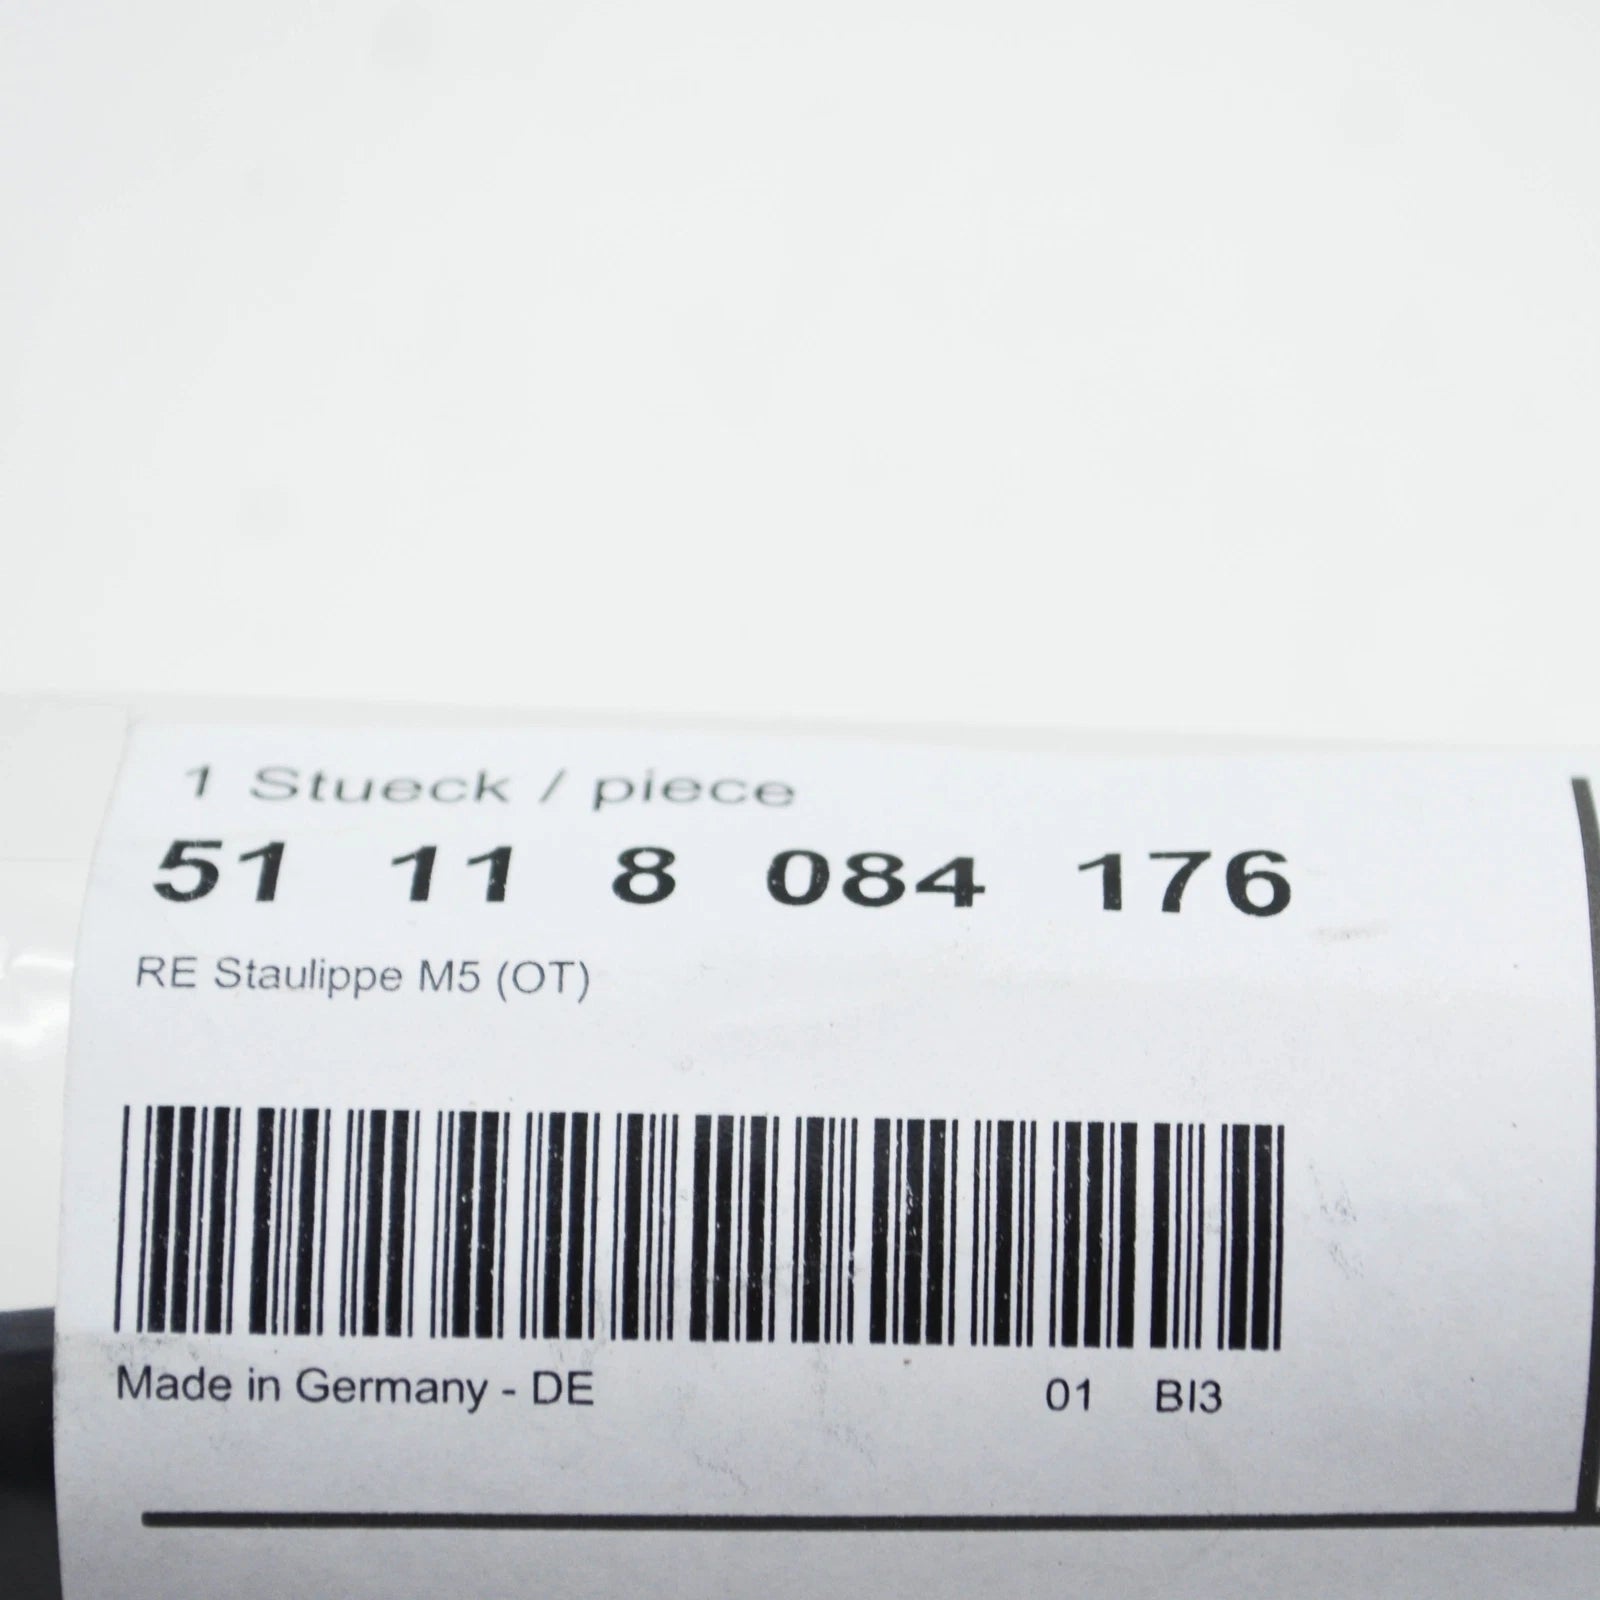 1 Stueck / piece
51 11 8 084 176
RE Staulippe M5 (OT)
Made in Germany - DE 01 BI3